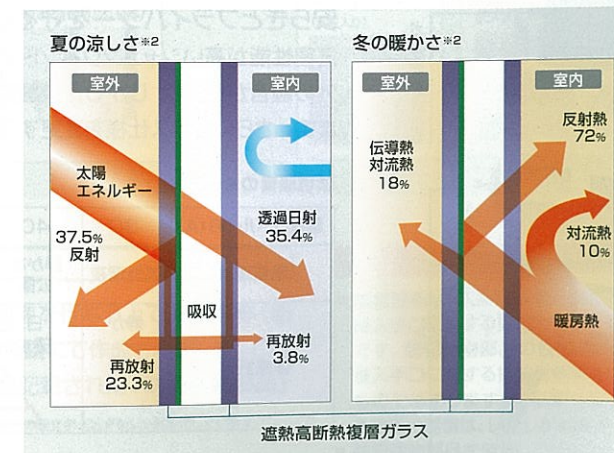 夏の涼しさ※2
室外
室内
太陽
エネルギー
37.5%
反射
透過日射
35.4%
吸収
再放射
23.3%
再放射
3.8%
冬の暖かさ※2
室外
室内
伝導熱
対流熱
18%
反射熱
72%
対流熱
10%
暖房熱
遮熱高断熱複層ガラス